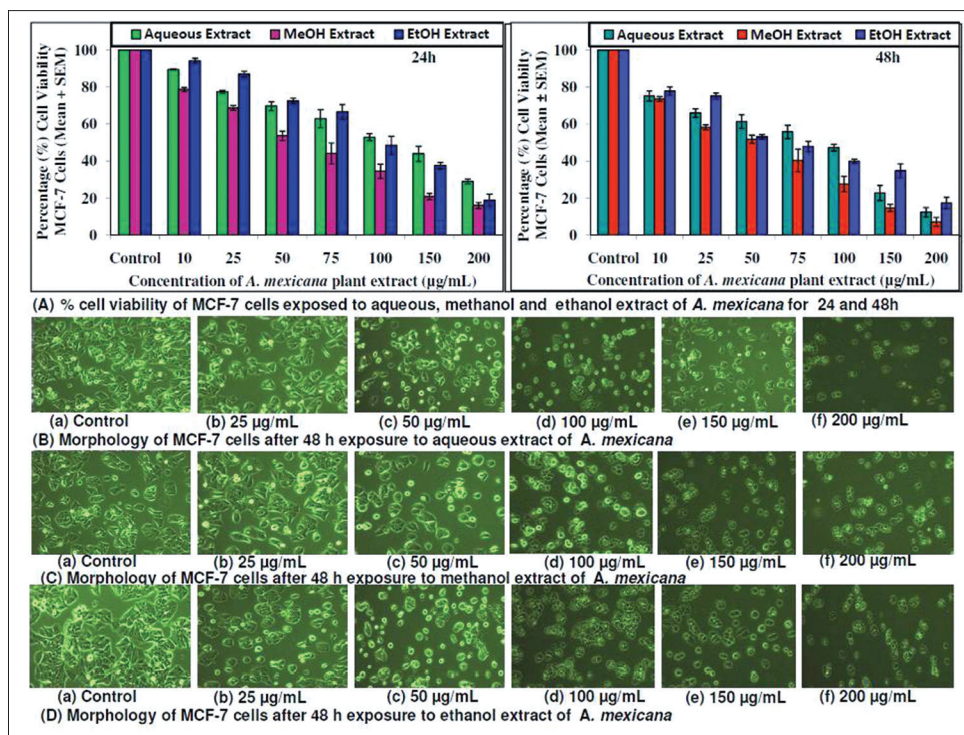 Aqueous Extract MeOH Extract EtOH Extract
24h
Percentage (%) Cell Viability
MCF-7 Cells (Mean + SEM)
100
80
60
40
20
0
Control 10 25 50 75 100 150 200
Concentration of A. mexicana plant extract (µg/mL)
Aqueous Extract MeOH Extract EtOH Extract
48h
Percentage (%) Cell Viability
MCF-7 Cells (Mean ± SEM)
100
80
60
40
20
0
Control 10 25 50 75 100 150 200
Concentration of A. mexicana plant extract (µg/mL)
(A) % cell viability of MCF-7 cells exposed to aqueous, methanol and ethanol extract of A. mexicana for 24 and 48h
(a) Control (b) 25 µg/mL (c) 50 µg/mL (d) 100 µg/mL (e) 150 µg/mL (f) 200 µg/mL
(B) Morphology of MCF-7 cells after 48 h exposure to aqueous extract of A. mexicana
(a) Control (b) 25 µg/mL (c) 50 µg/mL (d) 100 µg/mL (e) 150 µg/mL (f) 200 µg/mL
(C) Morphology of MCF-7 cells after 48 h exposure to methanol extract of A. mexicana
(a) Control (b) 25 µg/mL (c) 50 µg/mL (d) 100 µg/mL (e) 150 µg/mL (f) 200 µg/mL
(D) Morphology of MCF-7 cells after 48 h exposure to ethanol extract of A. mexicana